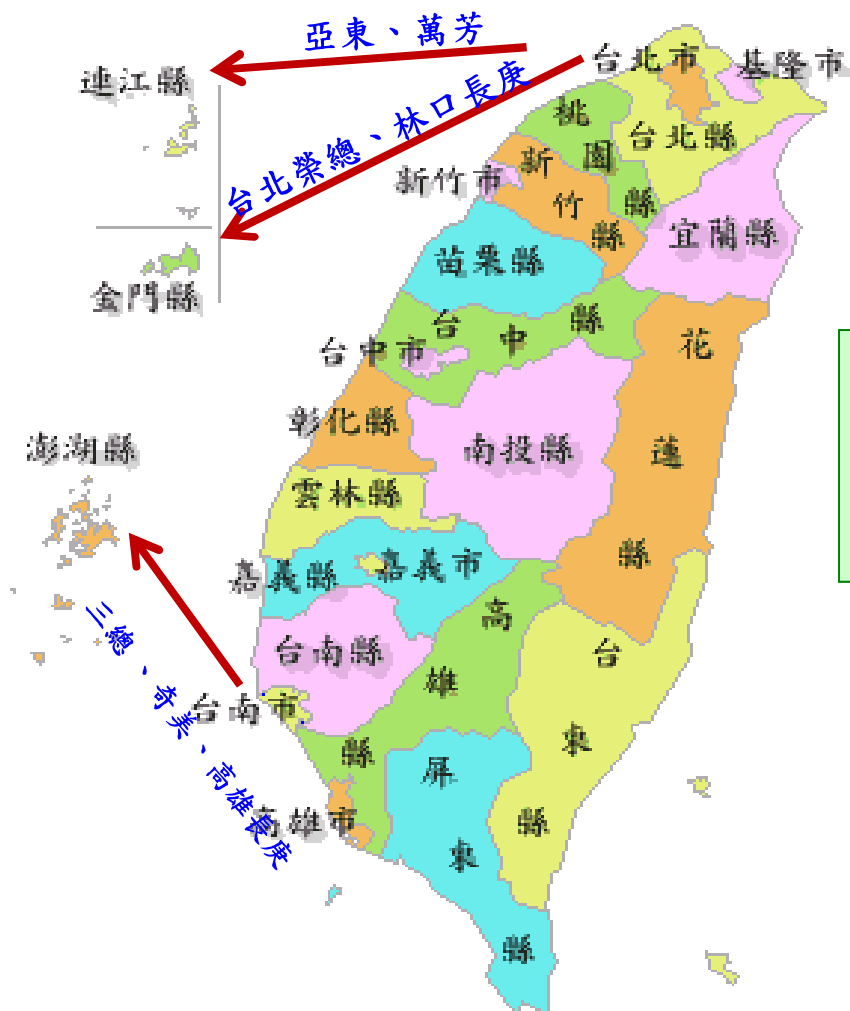 亞東、萬芳
台北榮總、林口長庚
連江縣
金門縣
台北市
基隆市
台北縣
桃園縣
新竹市
新竹縣
宜蘭縣
苗栗縣
台中縣
台中市
花蓮縣
彰化縣
南投縣
澎湖縣
雲林縣
嘉義縣
嘉義市
三總、奇美、高雄長庚
台南縣
台南市
高雄縣
高雄市
台東縣
屏東縣